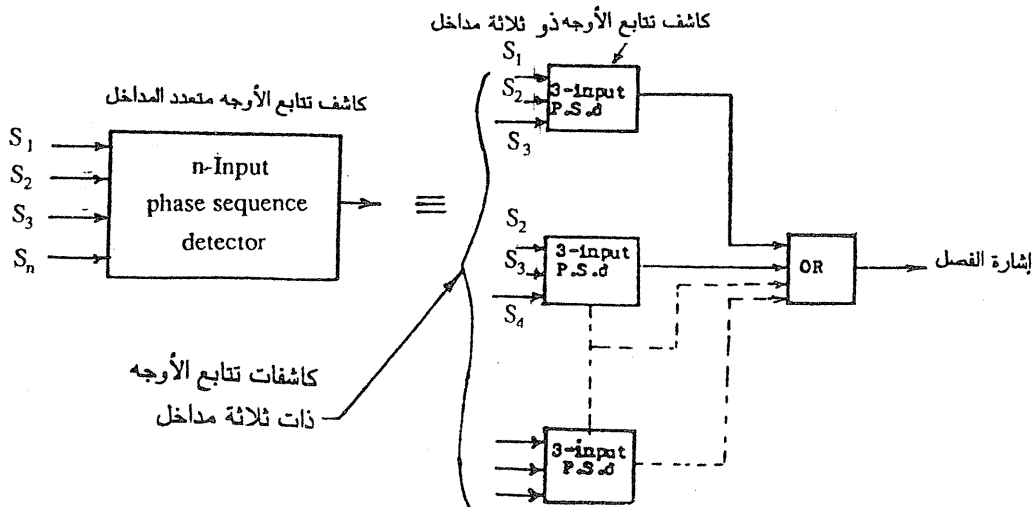 كاشف تتابع الأوجه متعدد المداخل
S1
S2
S3
Sn
n-Input
phase sequence
detector
≡
كاشفات تتابع الأوجه
ذات ثلاثة مداخل
كاشف تتابع الأوجه ذو ثلاثة مداخل
S1
S2
S3
3-input
P.S.d
S2
S3
S4
3-input
P.S.d
3-input
P.S.d
OR
إشارة الفصل